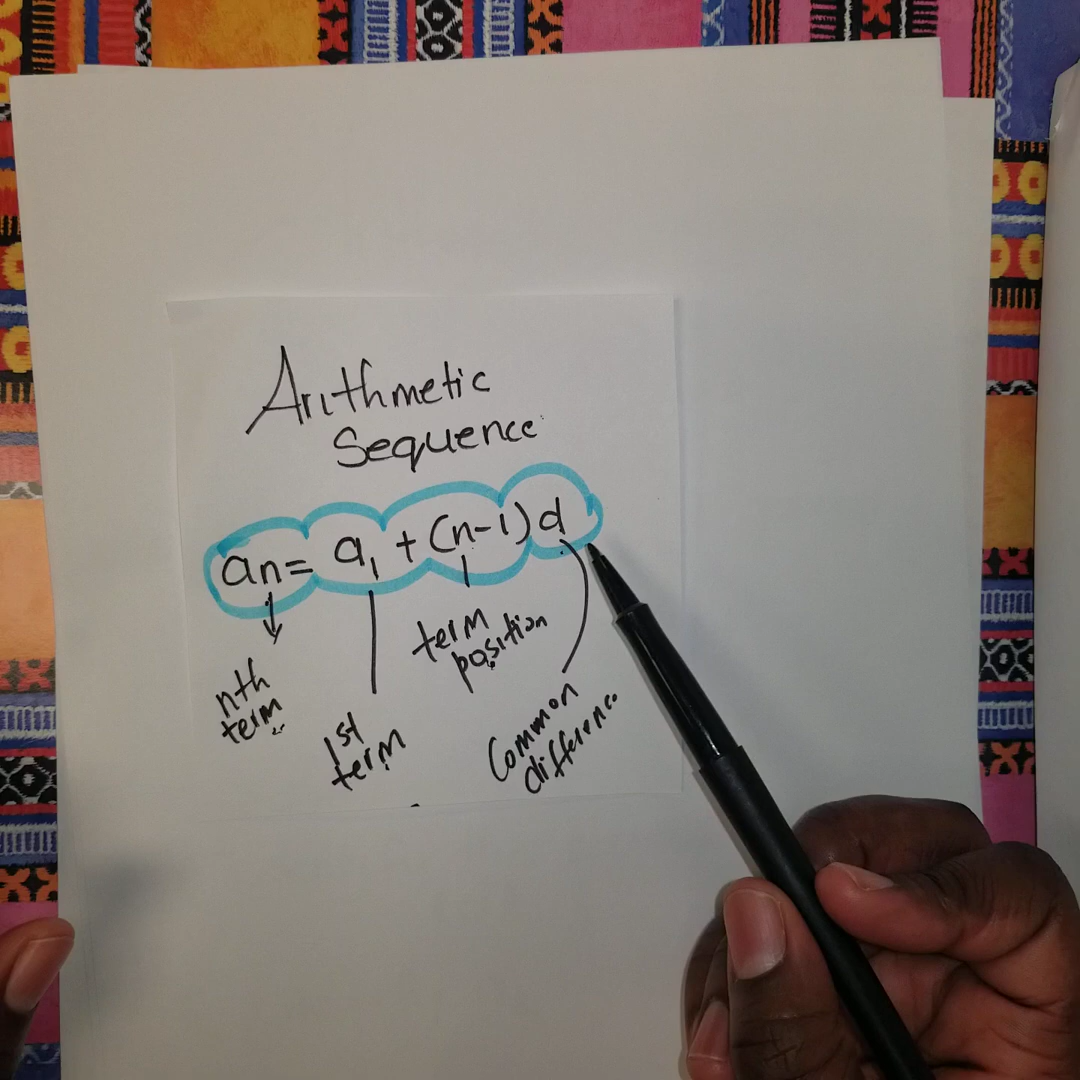 Arithmetic
Sequence
an = a₁ + (n-1) d
nth
term
1st
term
term
position
Common
difference